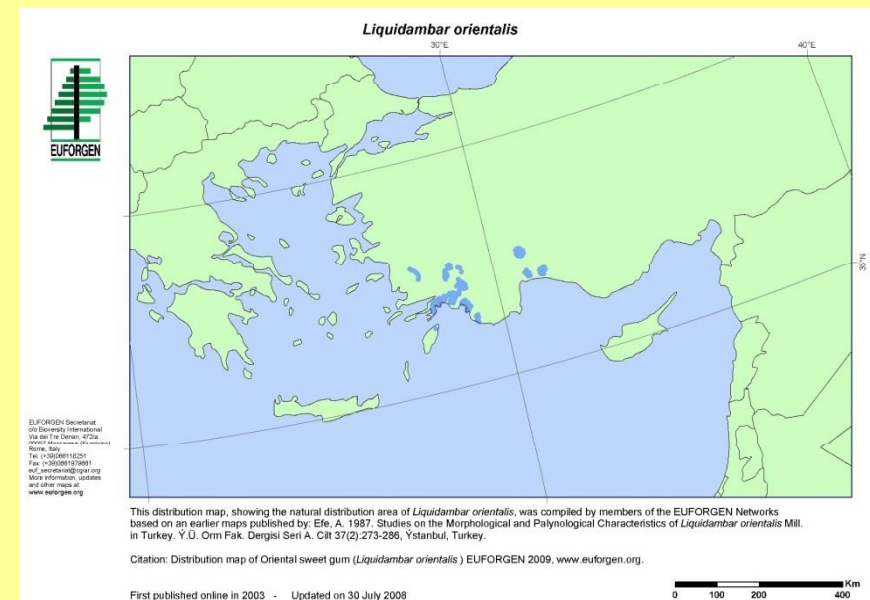 Liquidambar orientalis
30°E
40°E
EUFORGEN
35°N
EUFORGEN Secretariat
c/o Bioversity International
Via dei Tre Denari, 472/a
Rome, Italy
Tel: (+39)066118251
Fax: (+39)0661979661
euf_secretariat@cgiar.org
More information, updates
and other maps at:
www.euforgen.org
This distribution map, showing the natural distribution area of Liquidambar orientalis, was compiled by members of the EUFORGEN Networks
based on an earlier maps published by: Efe, A. 1987. Studies on the Morphological and Palynological Characteristics of Liquidambar orientalis Mill.
in Turkey. Ý.Ü. Orm Fak. Dergisi Seri A. Cilt 37(2):273-286, Ýstanbul, Turkey.
Citation: Distribution map of Oriental sweet gum (Liquidambar orientalis ) EUFORGEN 2009, www.euforgen.org.
First published online in 2003 - Updated on 30 July 2008
Km
0 100 200 400